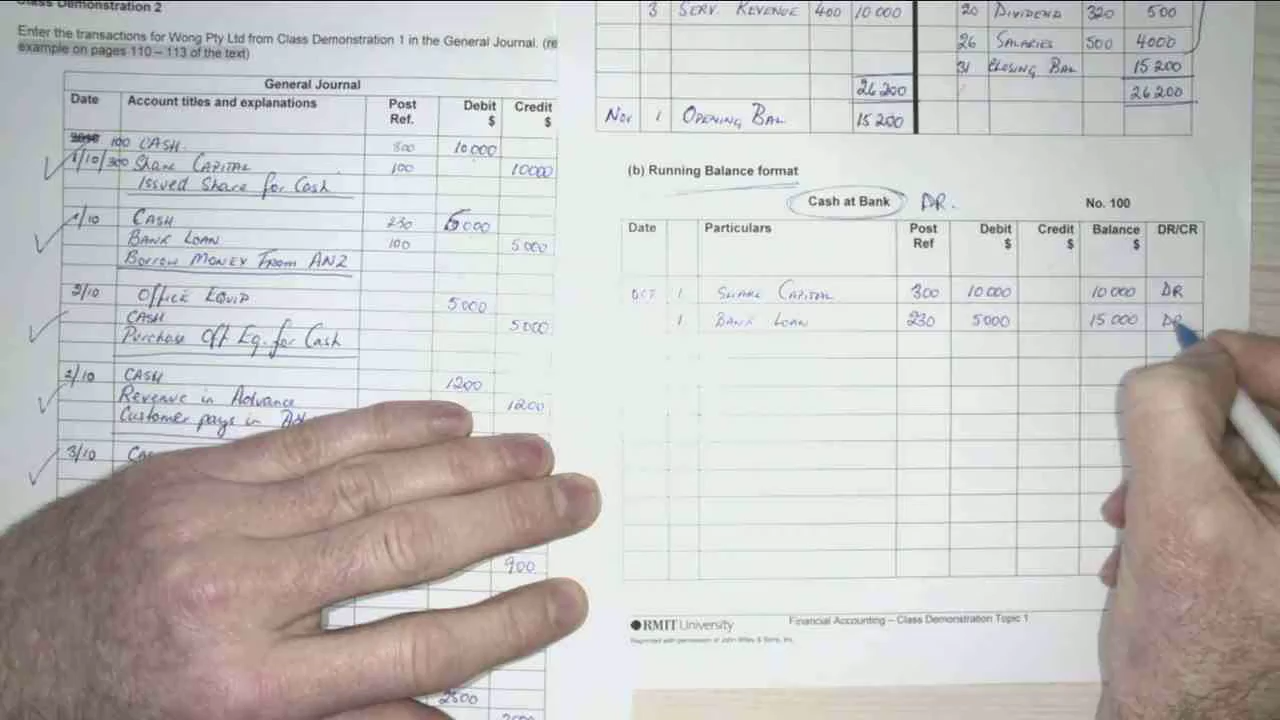 Class Demonstration 2
Enter the transactions for Wong Pty Ltd from Class Demonstration 1 in the General Journal. (re
example on pages 110 – 113 of the text)
General Journal
Date Account titles and explanations Post Ref. Debit $ Credit $
100 CASH 300 10000
1/10/300 Share CAPITAL 100 10000
Issued Share for Cash
1/10 CASH 230 5000
BANK LOAN 100 5000
Borrow Money From ANZ
2/10 Office Equip 5000
CASH 5000
Purchase Off Eq. for Cash
2/10 CASH 1200
Revenue in Advance 1200
Customer pays in Ad
3/10 Ca
900
2500
3 SERV. REVENUE 400 10000 20 DIVIDEND 320 500
26 SALARIES 500 4000
31 CLOSING BAL 15200
26200 26200
Nov 1 OPENING BAL 15200
(b) Running Balance format
Cash at Bank DR. No. 100
Date Particulars Post Ref Debit $ Credit $ Balance $ DR/CR
OCT 1 SHARE CAPITAL 300 10000 10000 DR
1 BANK LOAN 230 5000 15000 DR
RMIT University Financial Accounting – Class Demonstration Topic 1
Reprinted with permission of John Wiley & Sons, Inc.